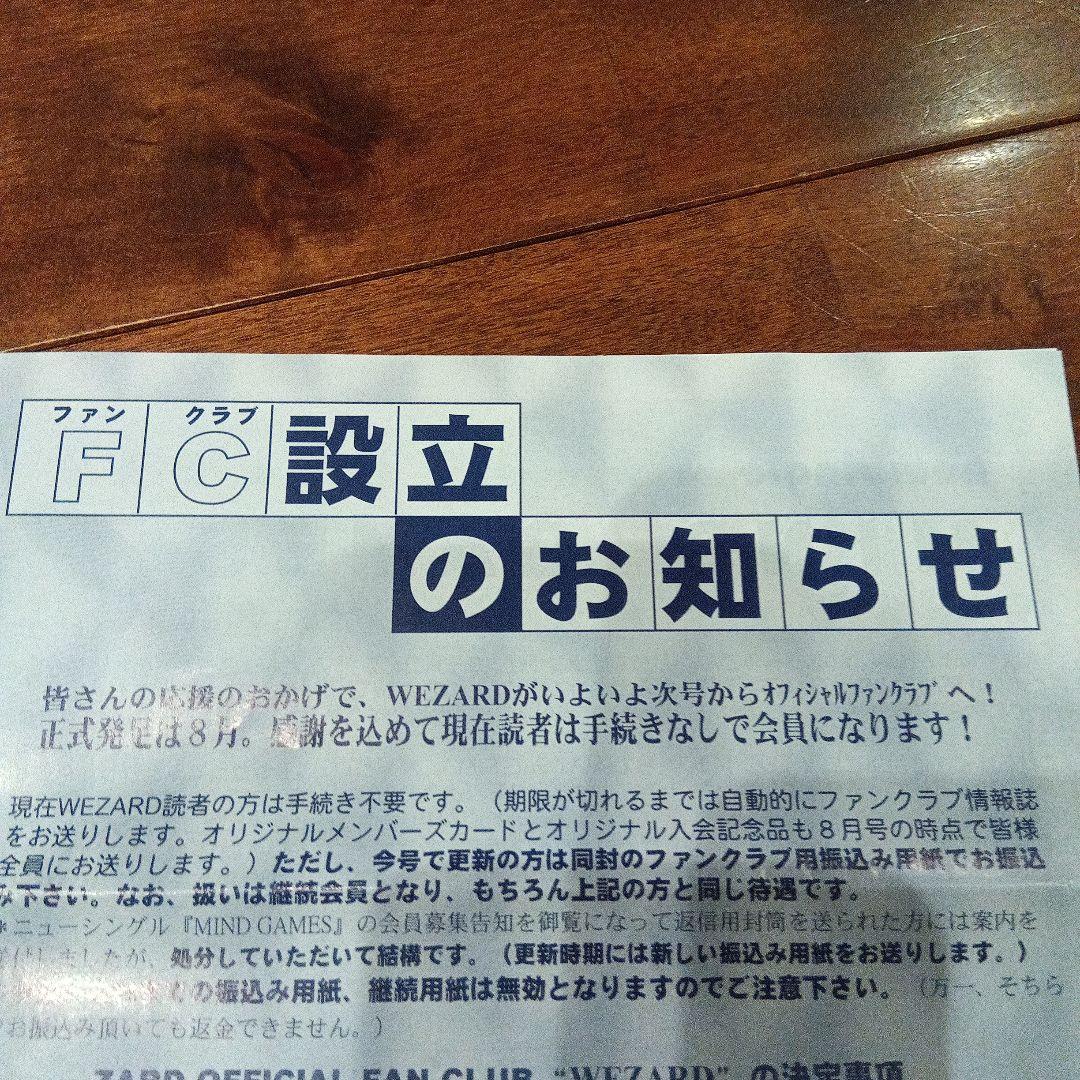 ファン クラブ
FC設立
のお知らせ
皆さんの応援のおかげで、WEZARDがいよいよ次号からｵﾌｨｼｬﾙﾌｧﾝｸﾗﾌﾞへ！
正式発足は８月。感謝を込めて現在読者は手続きなしで会員になります！
現在WEZARD読者の方は手続き不要です。（期限が切れるまでは自動的にファンクラブ情報誌
をお送りします。オリジナルメンバーズカードとオリジナル入会記念品も８月号の時点で皆様
全員にお送りします。）ただし、今号で更新の方は同封のファンクラブ用振込み用紙でお振込
み下さい。なお、扱いは継続会員となり、もちろん上記の方と同じ待遇です。
＊ニューシングル『MIND GAMES』の会員募集告知を御覧になって返信用封筒を送られた方には案内を
しましたが、処分していただいて結構です。（更新時期には新しい振込み用紙をお送りします。）
の振込み用紙、継続用紙は無効となりますのでご注意下さい。（万一、そちら
お振込み頂いても返金できません。）
ZARD OFFICIAL FAN CLUB “WEZARD” の決定事項